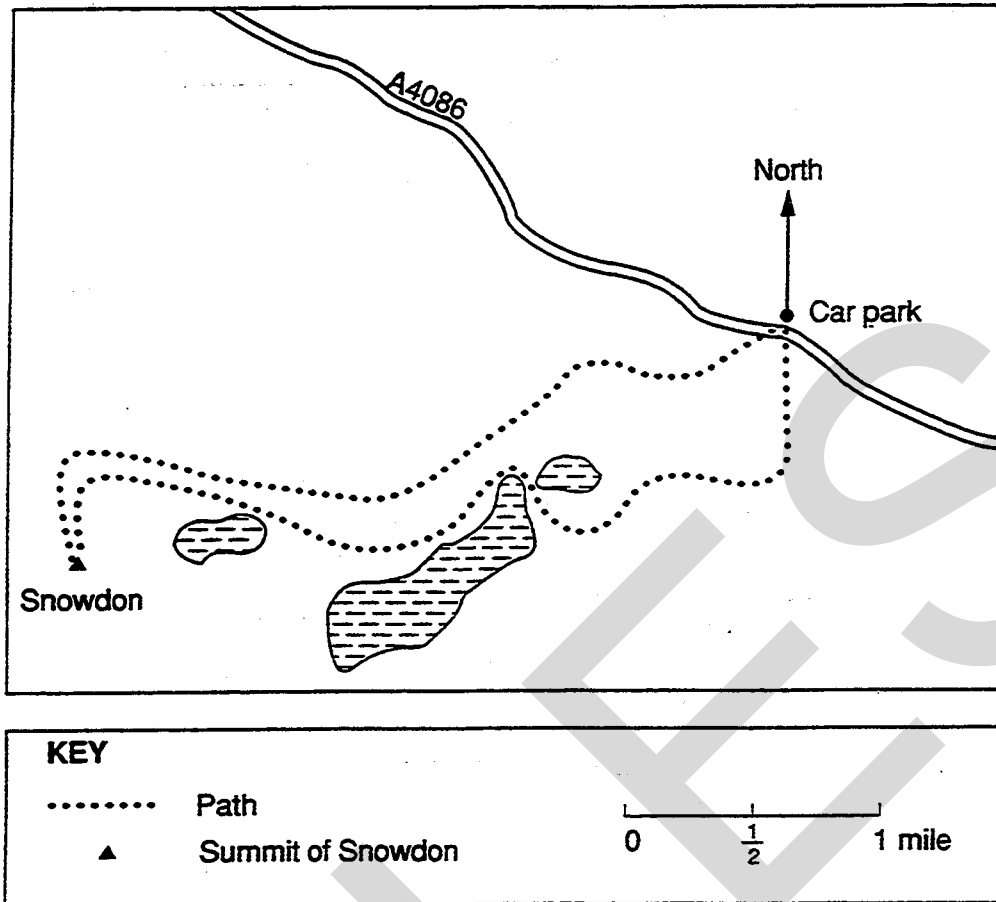 A4086
North
Car park
Snowdon
KEY
Path
Summit of Snowdon
0 1/2 1 mile